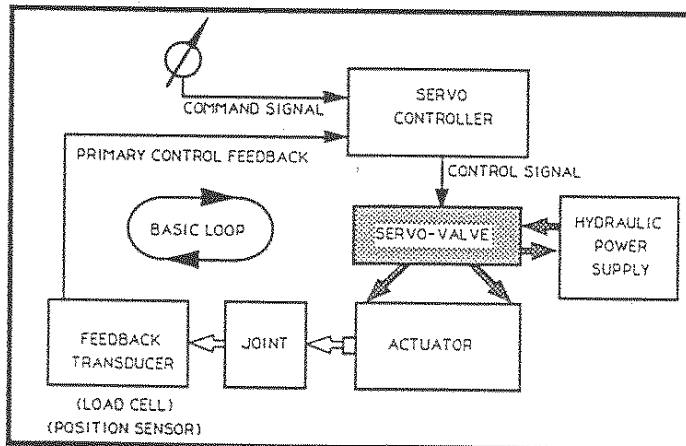 COMMAND SIGNAL
SERVO
CONTROLLER
PRIMARY CONTROL FEEDBACK
CONTROL SIGNAL
BASIC LOOP
SERVO-VALVE
HYDRAULIC
POWER
SUPPLY
FEEDBACK
TRANSDUCER
JOINT
ACTUATOR
(LOAD CELL)
(POSITION SENSOR)